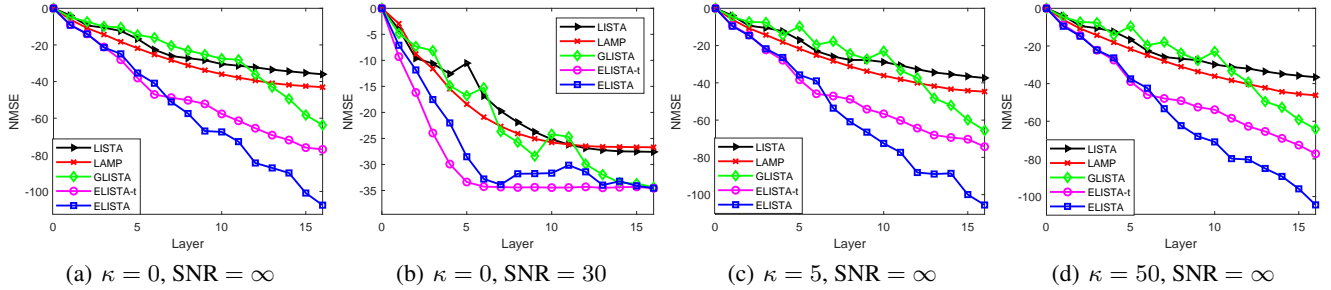 NMSE
0
-20
-40
-60
-80
-100
LISTA
LAMP
GLISTA
ELISTA-t
ELISTA
0 5 10 15
Layer
(a) κ = 0, SNR = ∞
NMSE
0
-5
-10
-15
-20
-25
-30
-35
LISTA
LAMP
GLISTA
ELISTA-t
ELISTA
0 5 10 15
Layer
(b) κ = 0, SNR = 30
NMSE
0
-20
-40
-60
-80
-100
LISTA
LAMP
GLISTA
ELISTA-t
ELISTA
0 5 10 15
Layer
(c) κ = 5, SNR = ∞
NMSE
0
-20
-40
-60
-80
-100
LISTA
LAMP
GLISTA
ELISTA-t
ELISTA
0 5 10 15
Layer
(d) κ = 50, SNR = ∞